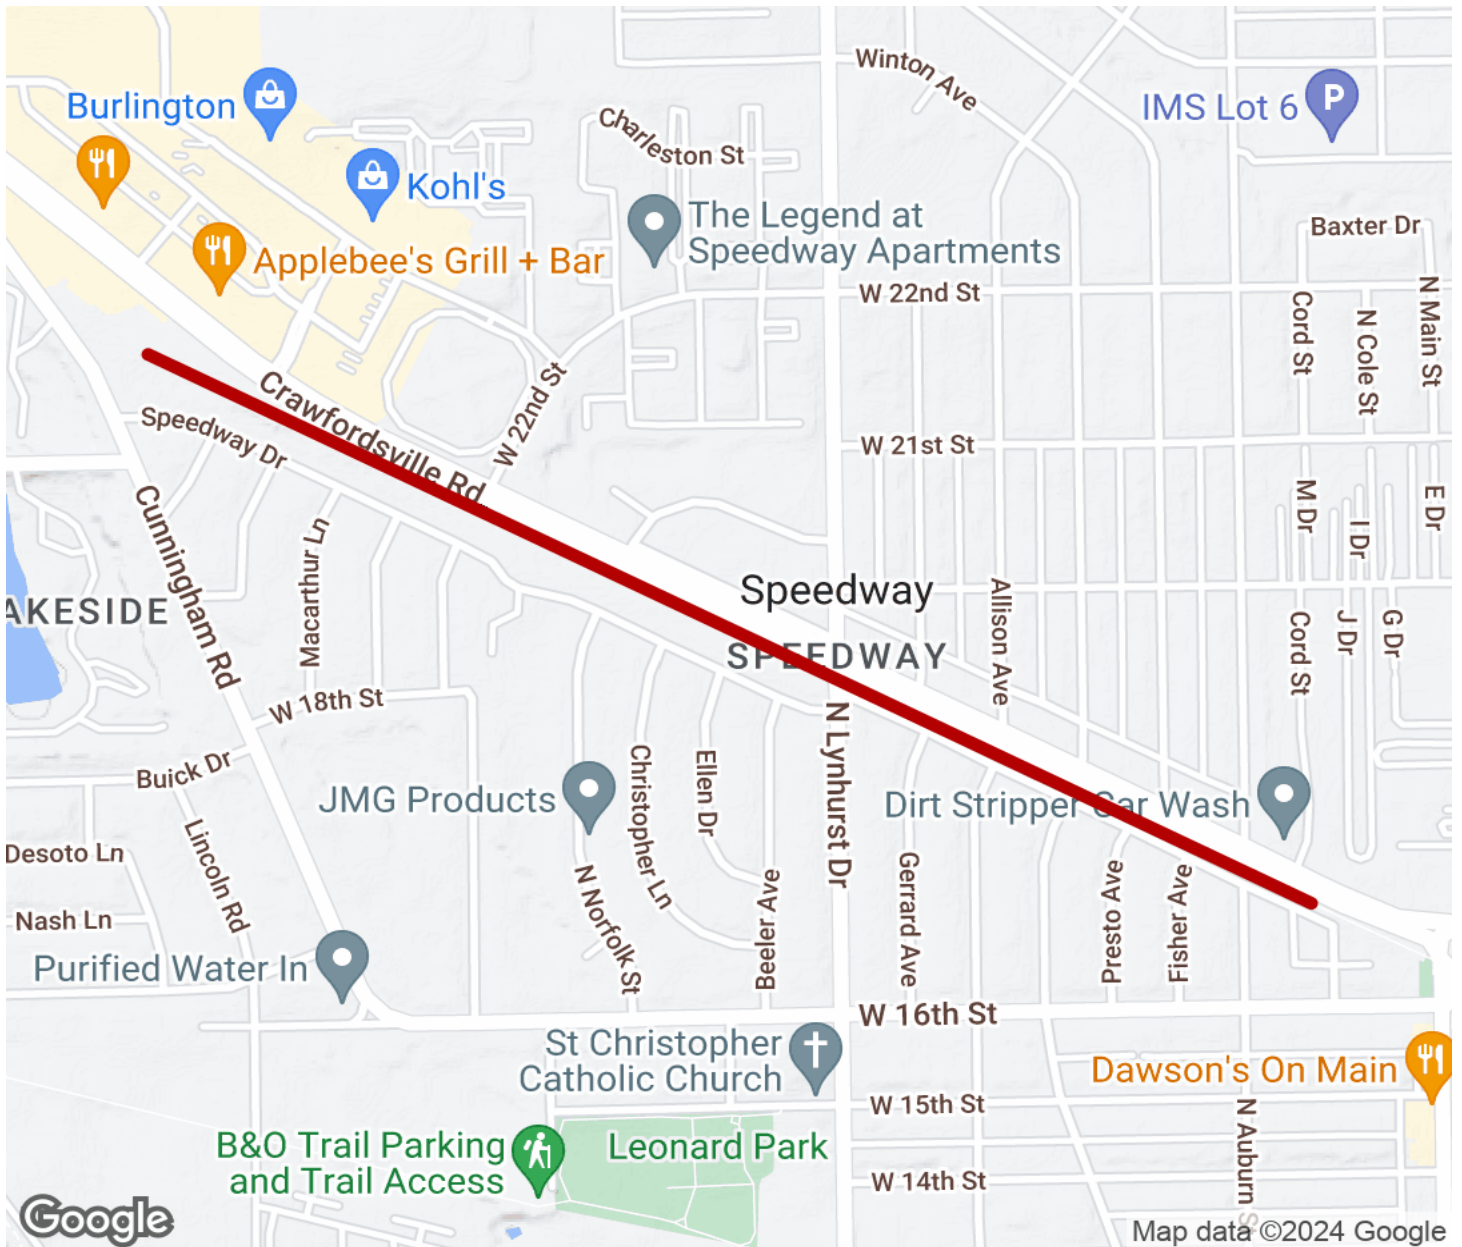 Winton Ave
Burlington
IMS Lot 6
Charleston St
Kohl's
The Legend at
Speedway Apartments
Baxter Dr
Applebee's Grill + Bar
W 22nd St
Cord St
N Cole St
N Main St
Crawfordsville Rd
W 22nd St
Speedway Dr
W 21st St
M Dr
I Dr
E Dr
Cunningham Rd
Macarthur Ln
Speedway
Allison Ave
AKESIDE
SPEEDWAY
Cord St
J Dr
G Dr
W 18th St
N Lynhurst Dr
Buick Dr
JMG Products
Christopher Ln
Ellen Dr
Dirt Stripper Car Wash
Lincoln Rd
Desoto Ln
N Norfolk St
Beeler Ave
Gerrard Ave
Presto Ave
Fisher Ave
Nash Ln
Purified Water In
W 16th St
St Christopher
Catholic Church
Dawson's On Main
W 15th St
N Auburn St
B&O Trail Parking
and Trail Access
Leonard Park
W 14th St
Google
Map data ©2024 Google